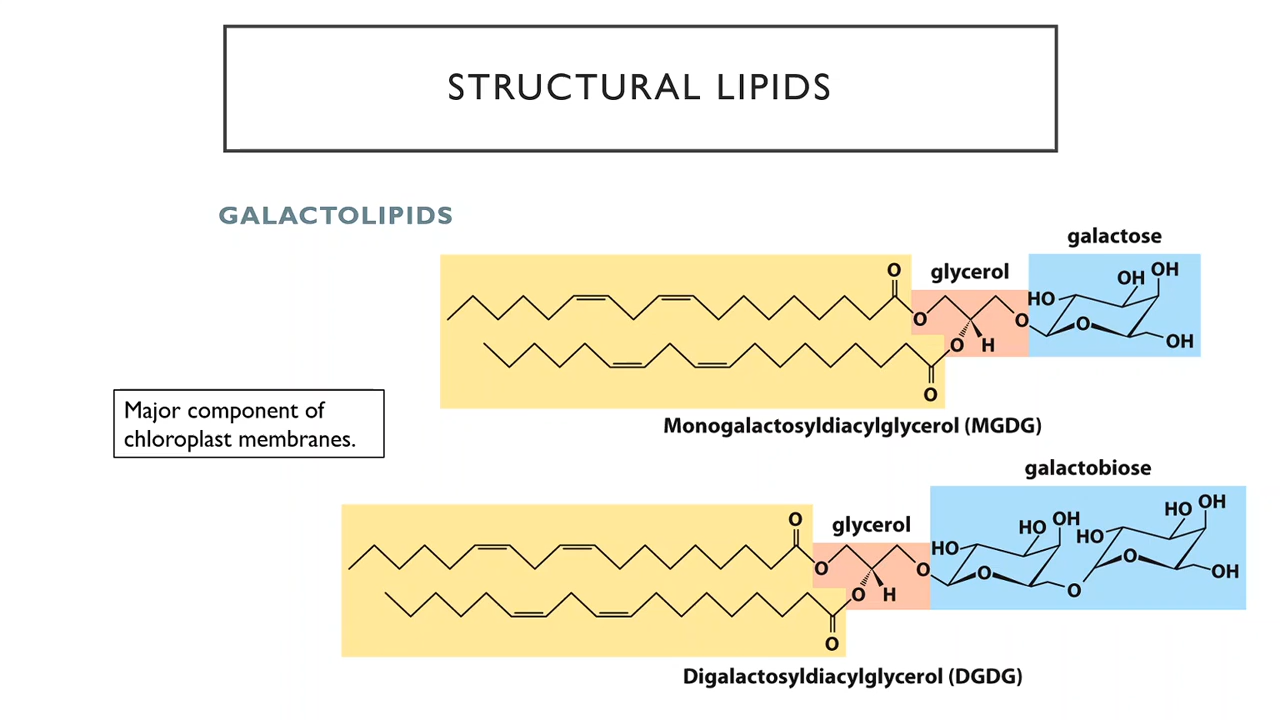 STRUCTURAL LIPIDS
GALACTOLIPIDS
galactose
glycerol
O
OH
OH
HO
O
O
O
O
H
OH
O
Major component of
chloroplast membranes.
Monogalactosyldiacylglycerol (MGDG)
galactobiose
glycerol
O
HO
OH
HO
OH
HO
HO
O
O
O
O
OH
O
H
O
O
Digalactosyldiacylglycerol (DGDG)